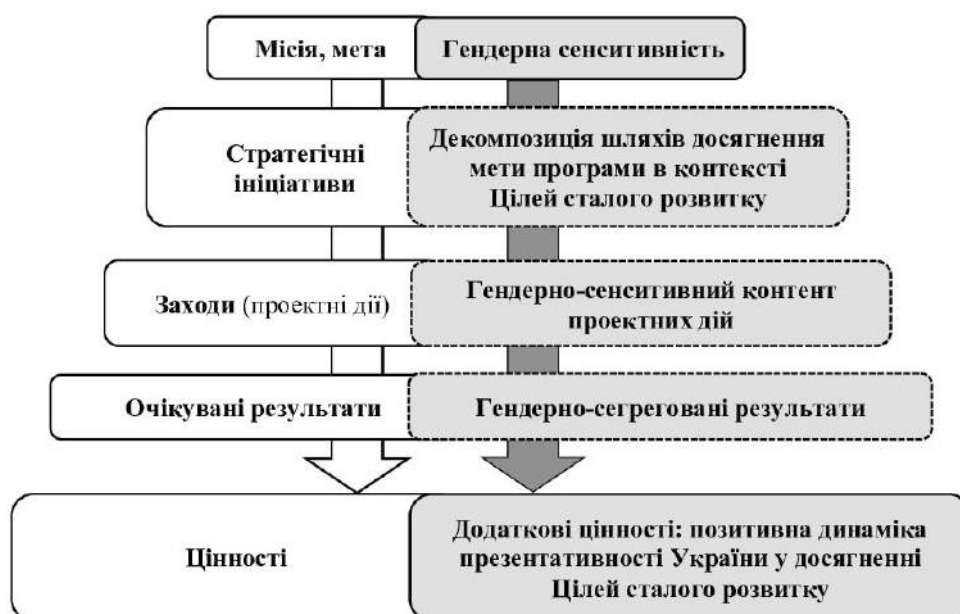 Місія, мета
Гендерна сенситивність
Стратегічні
ініціативи
Декомпозиція шляхів досягнення
мети програми в контексті
Цілей сталого розвитку
Заходи (проектні дії)
Гендерно-сенситивний контент
проектних дій
Очікувані результати
Гендерно-сегреговані результати
Цінності
Додаткові цінності: позитивна динаміка
презентативності України у досягненні
Цілей сталого розвитку